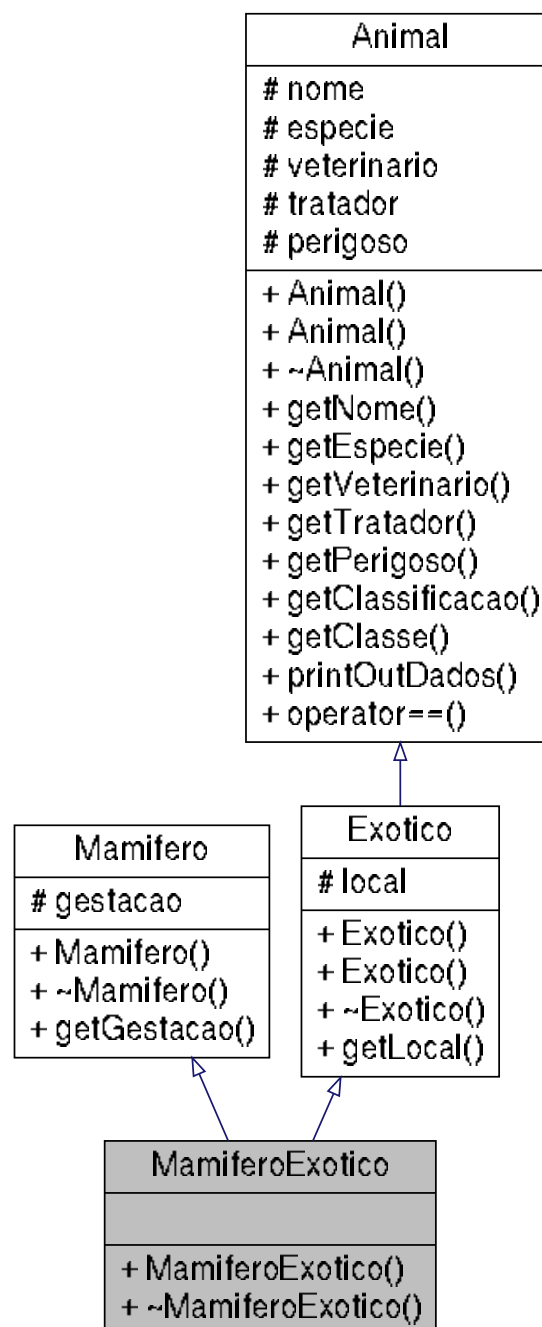 Animal
# nome
# especie
# veterinario
# tratador
# perigoso
+ Animal()
+ Animal()
+ ~Animal()
+ getNome()
+ getEspecie()
+ getVeterinario()
+ getTratador()
+ getPerigoso()
+ getClassificacao()
+ getClasse()
+ printOutDados()
+ operator==()
Mamifero
# gestacao
+ Mamifero()
+ ~Mamifero()
+ getGestacao()
Exotico
# local
+ Exotico()
+ Exotico()
+ ~Exotico()
+ getLocal()
MamiferoExotico
+ MamiferoExotico()
+ ~MamiferoExotico()